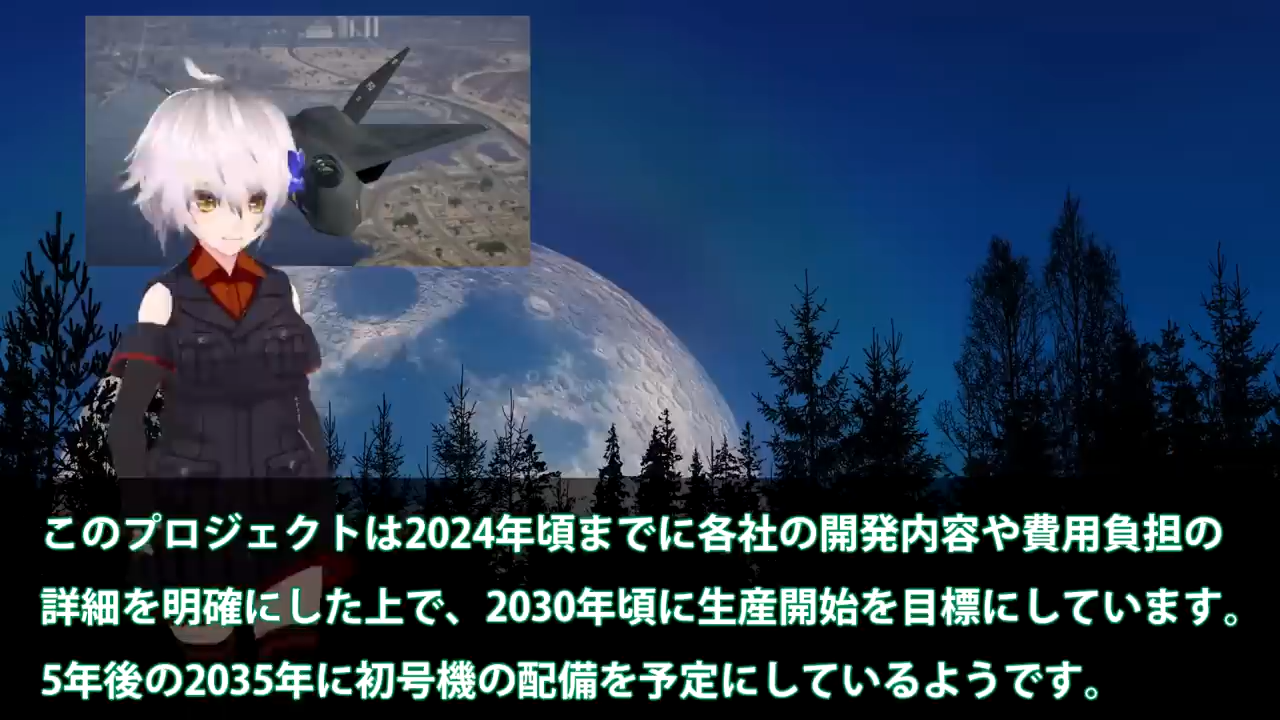 このプロジェクトは2024年頃までに各社の開発内容や費用負担の
詳細を明確にした上で、2030年頃に生産開始を目標にしています。
5年後の2035年に初号機の配備を予定にしているようです。